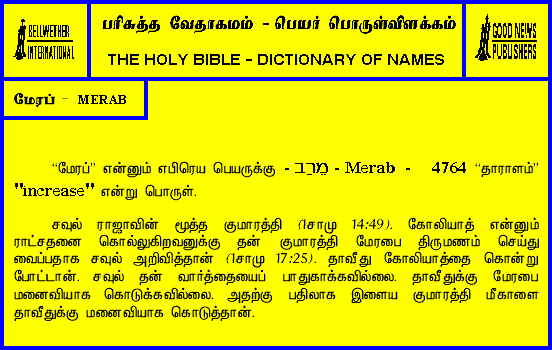 BELLWETHER
INTERNATIONAL
பரிசுத்த வேதாகமம் - பெயர் பொருள்விளக்கம்
THE HOLY BIBLE - DICTIONARY OF NAMES
GOOD NEWS
PUBLISHERS
மேரப் - MERAB
“மேரப்” என்னும் எபிரெய பெயருக்கு - מֵרַב - Merab - 4764 “தாராளம்”
"increase" என்று பொருள்.
சவுல் ராஜாவின் மூத்த குமாரத்தி (1சாமு 14:49). கோலியாத் என்னும்
ராட்சதனை கொல்லுகிறவனுக்கு தன் குமாரத்தி மேரபை திருமணம் செய்து
வைப்பதாக சவுல் அறிவித்தான் (1சாமு 17:25). தாவீது கோலியாத்தை கொன்று
போட்டான். சவுல் தன் வார்த்தையைப் பாதுகாக்கவில்லை. தாவீதுக்கு மேரபை
மனைவியாக கொடுக்கவில்லை. அதற்கு பதிலாக இளைய குமாரத்தி மீகாளை
தாவீதுக்கு மனைவியாக கொடுத்தான்.